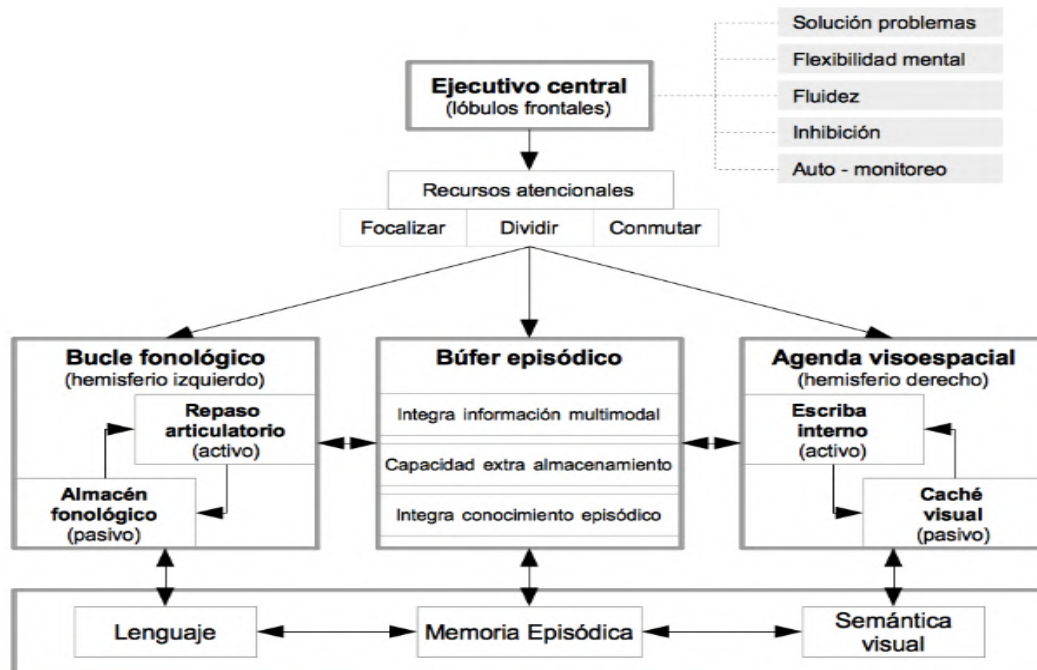 Solución problemas
Flexibilidad mental
Fluidez
Inhibición
Auto - monitoreo
Ejecutivo central
(lóbulos frontales)
Recursos atencionales
Focalizar
Dividir
Conmutar
Bucle fonológico
(hemisferio izquierdo)
Repaso
articulatorio
(activo)
Almacén
fonológico
(pasivo)
Búfer episódico
Integra información multimodal
Capacidad extra almacenamiento
Integra conocimiento episódico
Agenda visoespacial
(hemisferio derecho)
Escriba
interno
(activo)
Caché
visual
(pasivo)
Lenguaje
Memoria Episódica
Semántica
visual